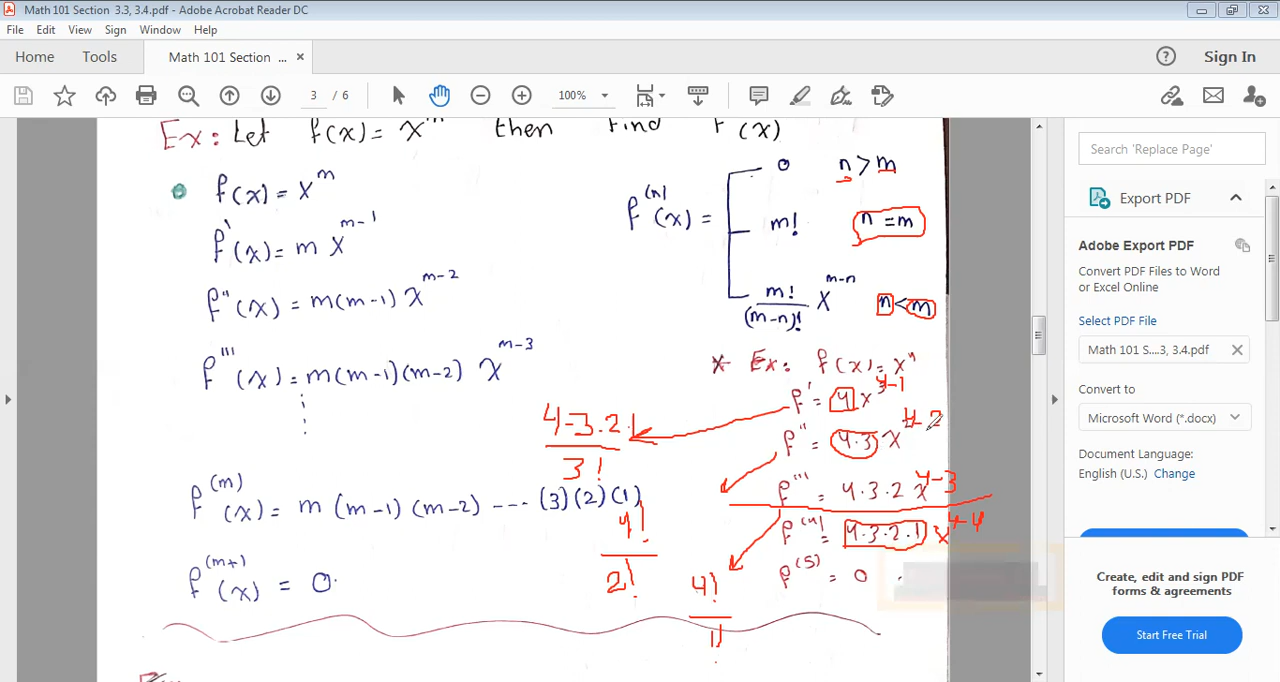 Math 101 Section 3.3, 3.4.pdf - Adobe Acrobat Reader DC
File Edit View Sign Window Help
Home Tools Math 101 Section ... × ? Sign In
3 / 6 100%
Ex: Let f(x) = x^m then find f^(n)(x)
f(x) = x^m
f'(x) = m x^{m-1}
f''(x) = m(m-1) x^{m-2}
f'''(x) = m(m-1)(m-2) x^{m-3}
f^(m)(x) = m (m-1)(m-2) --- (3)(2)(1)
f^(m+1)(x) = 0.
f^(n)(x) =
0 n > m
m! n = m
m!/(m-n)! x^{m-n} n < m
* Ex: f(x) = x^4
f' = 4 x^{4-1}
f'' = 4.3 x^{4-2}
f''' = 4.3.2 x^{4-3}
f^(4) = 4.3.2.1 x^{4-4}
f^(5) = 0
4-3.2.1
3!
4!
2!
4!
1!
Search 'Replace Page'
Export PDF
Adobe Export PDF
Convert PDF Files to Word
or Excel Online
Select PDF File
Math 101 S....3, 3.4.pdf ×
Convert to
Microsoft Word (*.docx)
Document Language:
English (U.S.) Change
Create, edit and sign PDF
forms & agreements
Start Free Trial